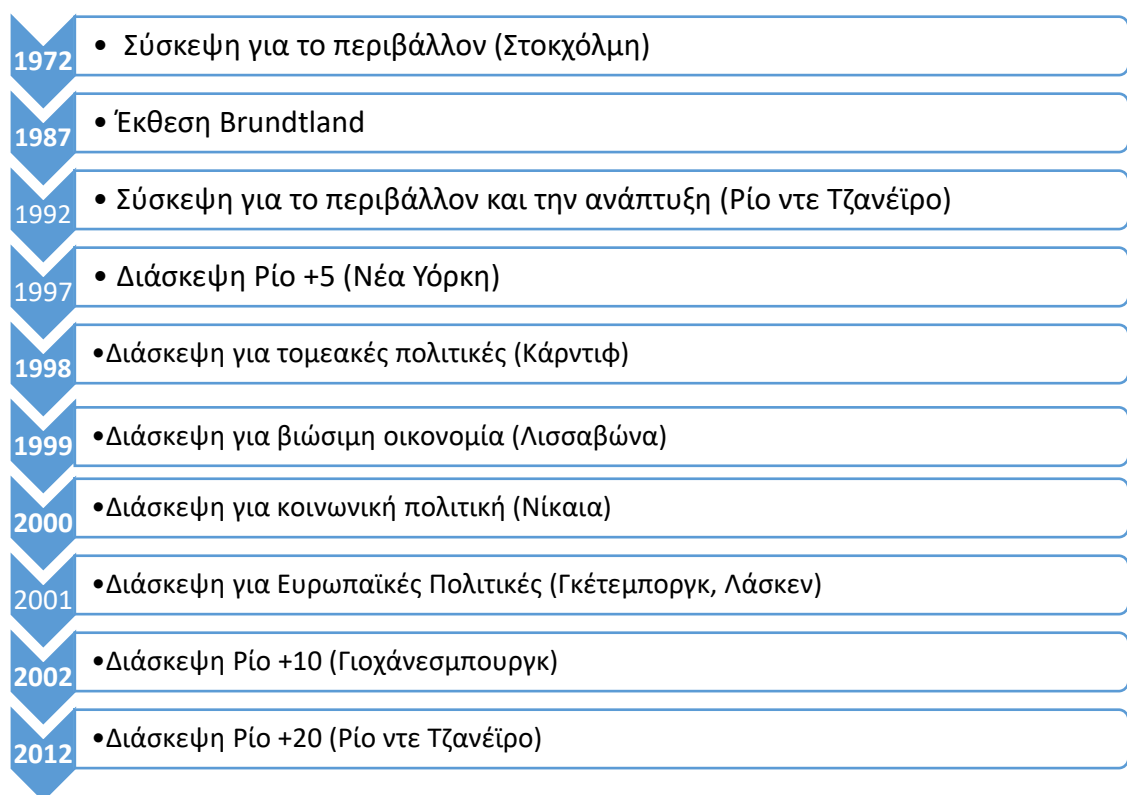 1972 • Σύσκεψη για το περιβάλλον (Στοκχόλμη)
1987 • Έκθεση Brundtland
1992 • Σύσκεψη για το περιβάλλον και την ανάπτυξη (Ρίο ντε Τζανέϊρο)
1997 • Διάσκεψη Ρίο +5 (Νέα Υόρκη)
1998 •Διάσκεψη για τομεακές πολιτικές (Κάρντιφ)
1999 •Διάσκεψη για βιώσιμη οικονομία (Λισσαβώνα)
2000 •Διάσκεψη για κοινωνική πολιτική (Νίκαια)
2001 •Διάσκεψη για Ευρωπαϊκές Πολιτικές (Γκέτεμποργκ, Λάσκεν)
2002 •Διάσκεψη Ρίο +10 (Γιοχάνεσμπουργκ)
2012 •Διάσκεψη Ρίο +20 (Ρίο ντε Τζανέϊρο)